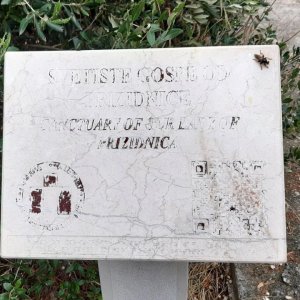 SVETIŠTE GOSPE OD
PRIZIDNICE
SANCTUARY OF OUR LADY OF
PRIZIDNICA